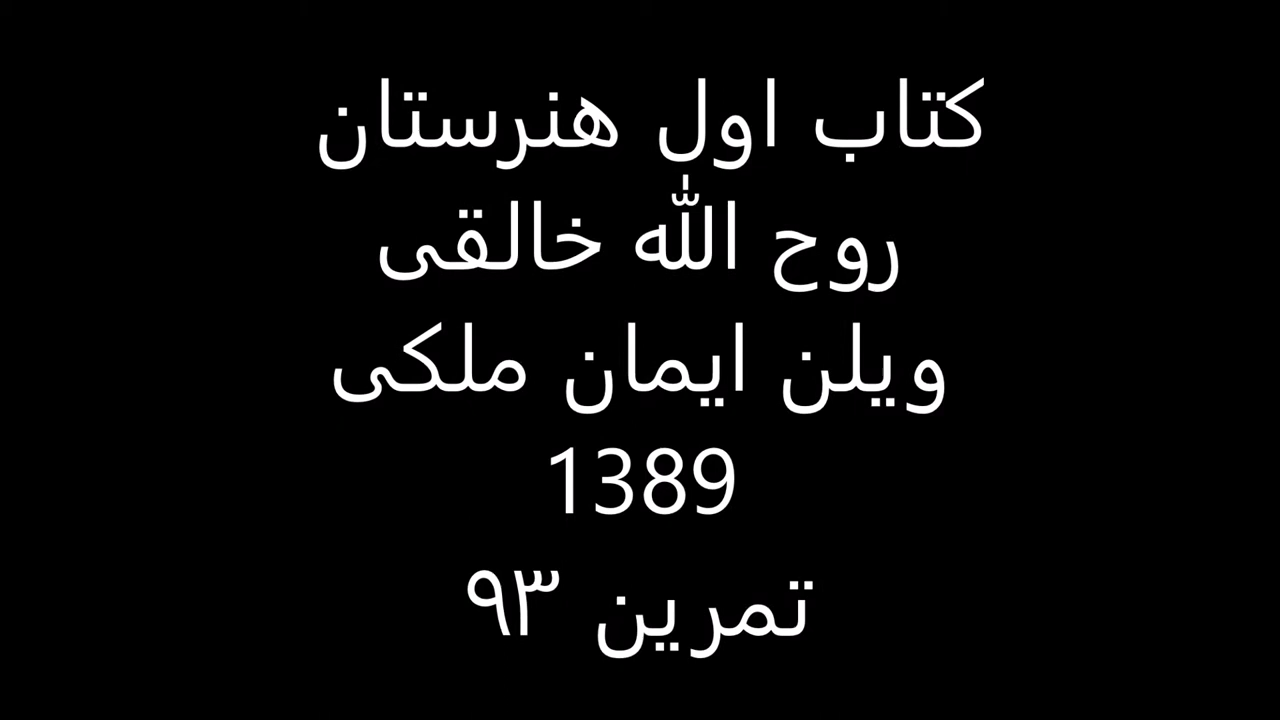 کتاب اول هنرستان
روح الله خالقی
ویلن ایمان ملکی
1389
تمرین ۹۳